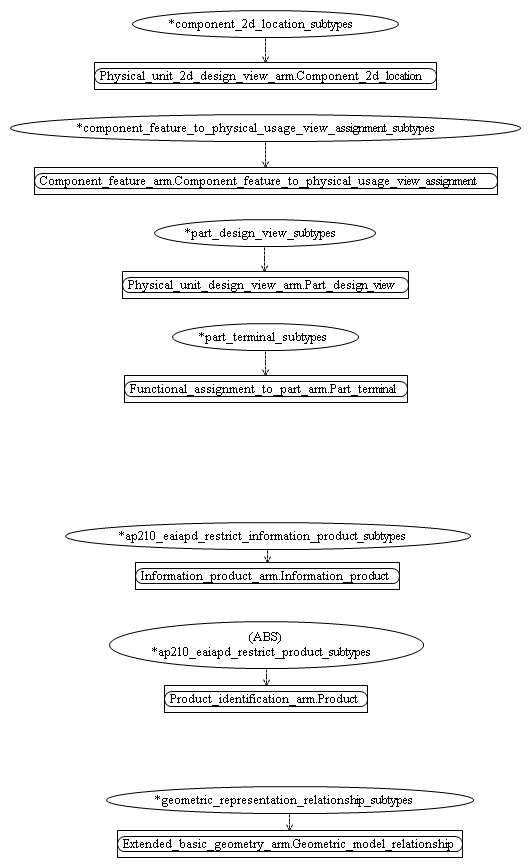 *component_2d_location_subtypes
Physical_unit_2d_design_view_arm.Component_2d_location
*component_feature_to_physical_usage_view_assignment_subtypes
Component_feature_arm.Component_feature_to_physical_usage_view_assignment
*part_design_view_subtypes
Physical_unit_design_view_arm.Part_design_view
*part_terminal_subtypes
Functional_assignment_to_part_arm.Part_terminal
*ap210_eaiapd_restrict_information_product_subtypes
Information_product_arm.Information_product
(ABS)
*ap210_eaiapd_restrict_product_subtypes
Product_identification_arm.Product
*geometric_representation_relationship_subtypes
Extended_basic_geometry_arm.Geometric_model_relationship